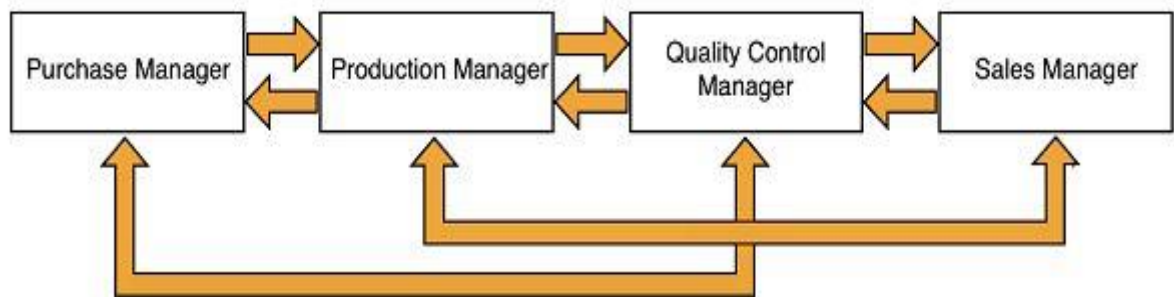 Purchase Manager
Production Manager
Quality Control
Manager
Sales Manager